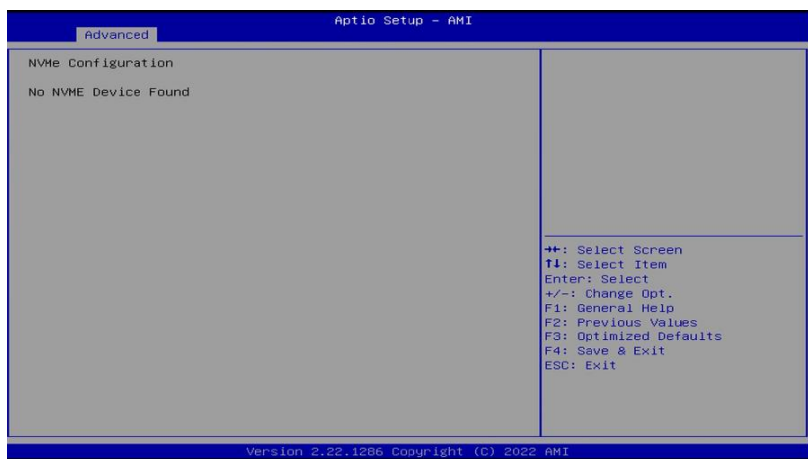 Aptio Setup – AMI
Advanced
NVMe Configuration
No NVME Device Found
→←: Select Screen
↑↓: Select Item
Enter: Select
+/-: Change Opt.
F1: General Help
F2: Previous Values
F3: Optimized Defaults
F4: Save & Exit
ESC: Exit
Version 2.22.1286 Copyright (C) 2022 AMI